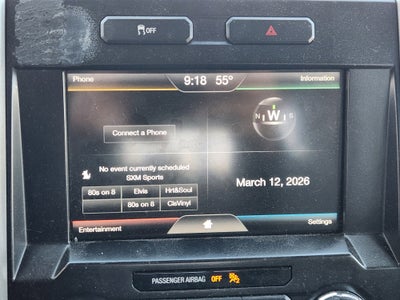 OFF
Phone
9:18 55°
Information
N W S
Connect a Phone
No event currently scheduled
SXM Sports
80s on 8 Elvis Hrt&Soul
80s on 8 ClsVinyl
March 12, 2026
Entertainment
Settings
PASSENGER AIRBAG OFF